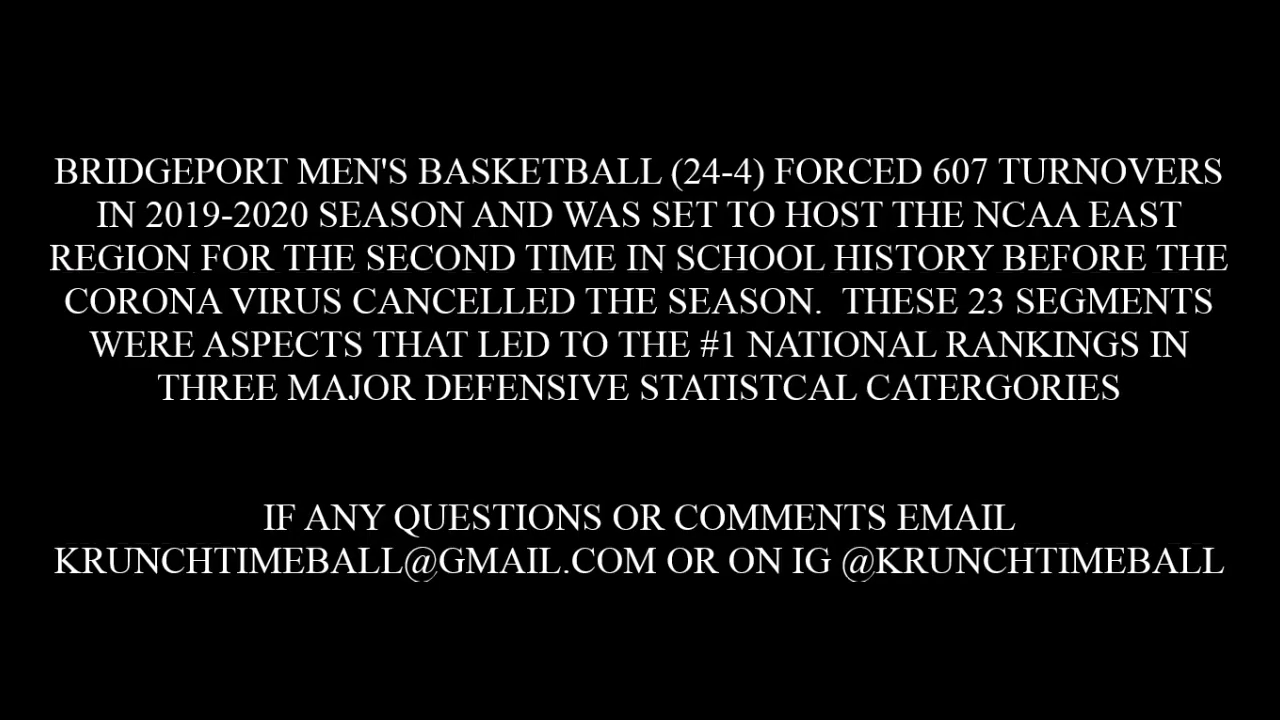 BRIDGEPORT MEN'S BASKETBALL (24-4) FORCED 607 TURNOVERS
IN 2019-2020 SEASON AND WAS SET TO HOST THE NCAA EAST
REGION FOR THE SECOND TIME IN SCHOOL HISTORY BEFORE THE
CORONA VIRUS CANCELLED THE SEASON.  THESE 23 SEGMENTS
WERE ASPECTS THAT LED TO THE #1 NATIONAL RANKINGS IN
THREE MAJOR DEFENSIVE STATISTCAL CATERGORIES
IF ANY QUESTIONS OR COMMENTS EMAIL
KRUNCHTIMEBALL@GMAIL.COM OR ON IG @KRUNCHTIMEBALL